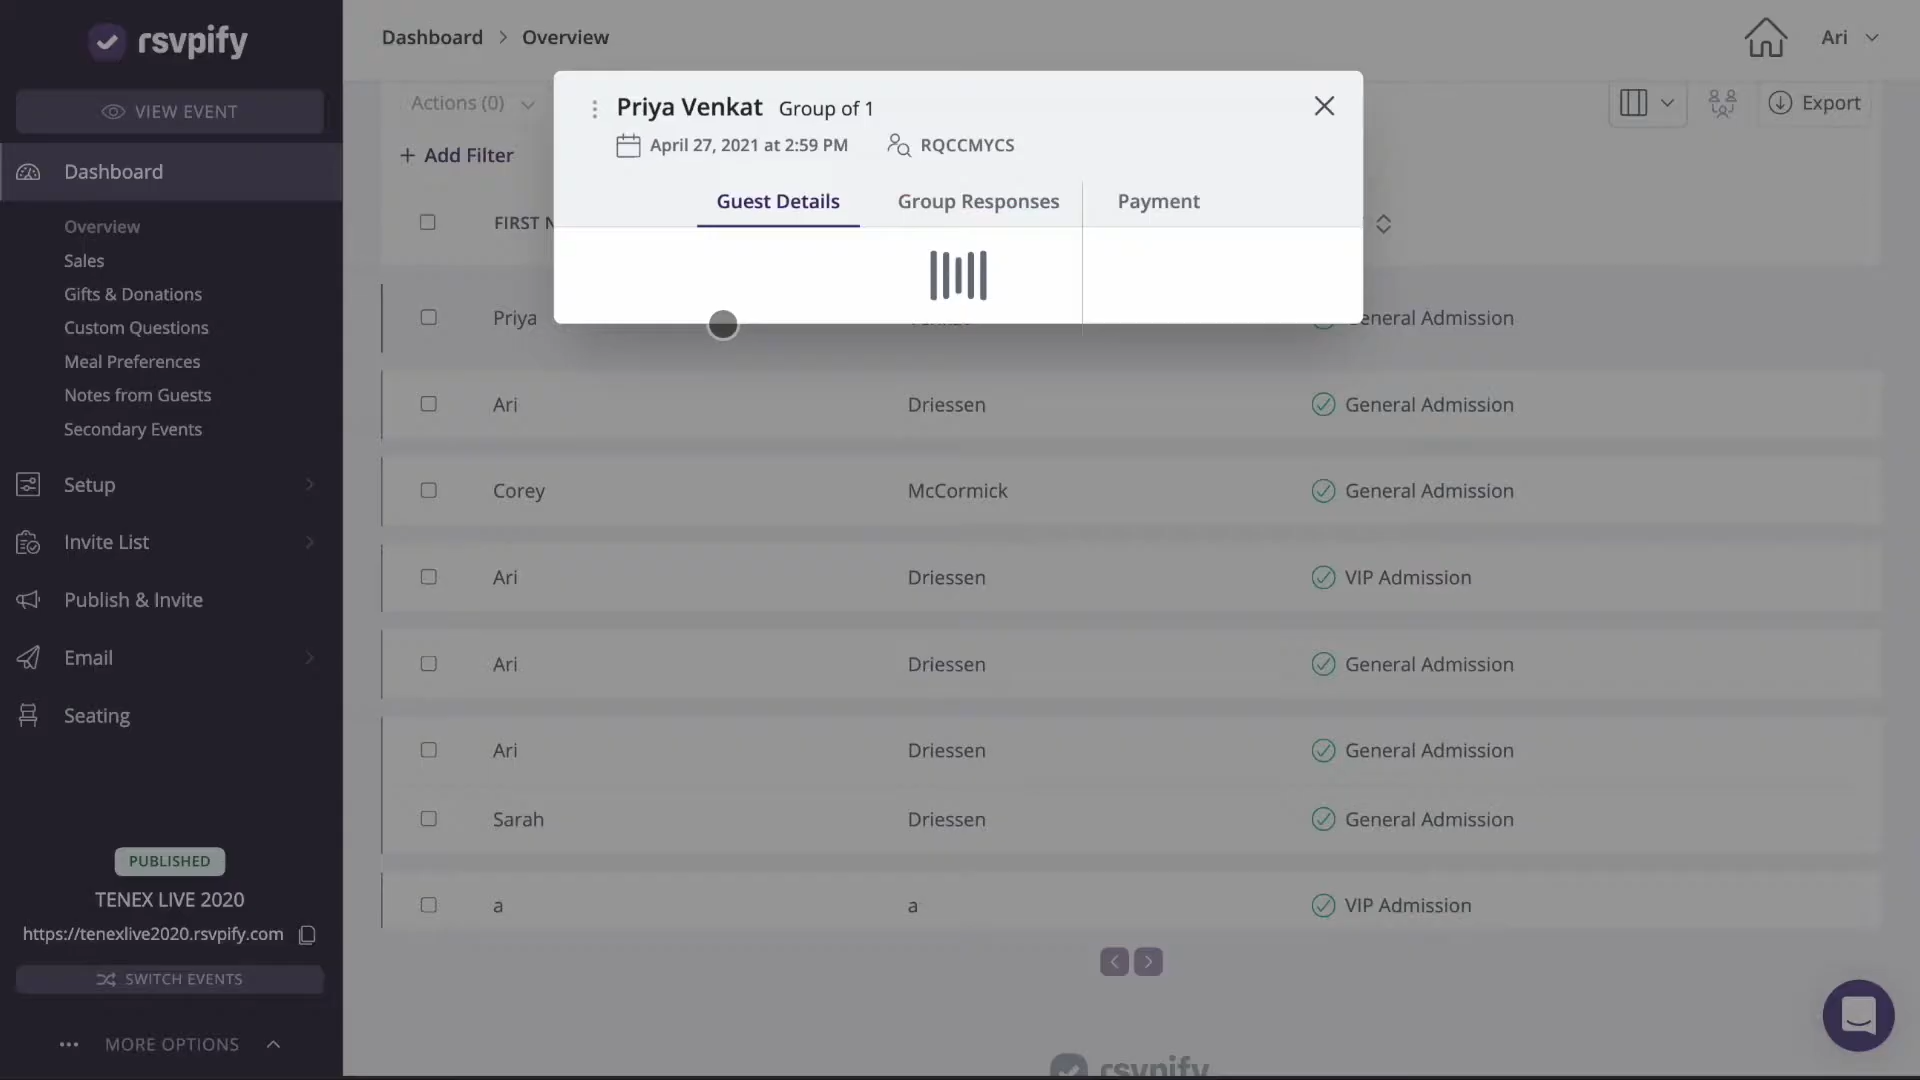 rsvpify
VIEW EVENT
Dashboard
Overview
Sales
Gifts & Donations
Custom Questions
Meal Preferences
Notes from Guests
Secondary Events
Setup
Invite List
Publish & Invite
Email
Seating
PUBLISHED
TENEX LIVE 2020
https://tenexlive2020.rsvpify.com
SWITCH EVENTS
MORE OPTIONS
Dashboard > Overview
Ari
Actions (0)
Export
+ Add Filter
Priya Venkat Group of 1
April 27, 2021 at 2:59 PM RQCCMYCS
Guest Details Group Responses Payment
FIRST
Priya General Admission
Ari Driessen General Admission
Corey McCormick General Admission
Ari Driessen VIP Admission
Ari Driessen General Admission
Ari Driessen General Admission
Sarah Driessen General Admission
a a VIP Admission
rsvpify